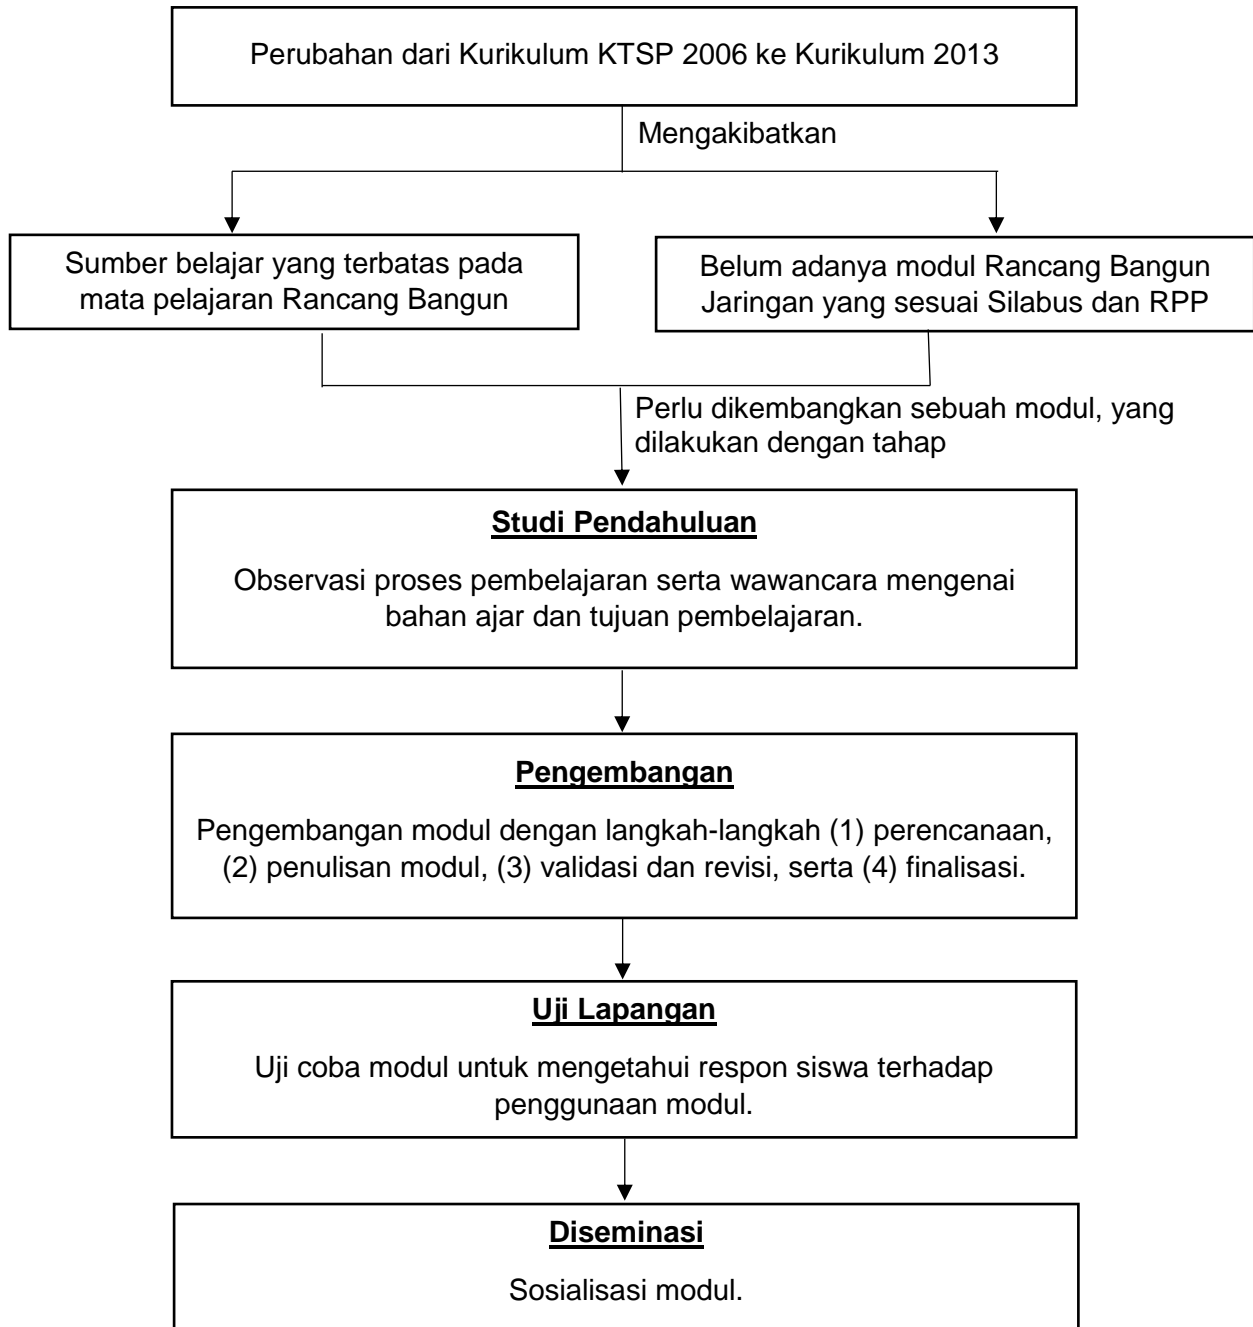 Perubahan dari Kurikulum KTSP 2006 ke Kurikulum 2013
Mengakibatkan
Sumber belajar yang terbatas pada
mata pelajaran Rancang Bangun
Belum adanya modul Rancang Bangun
Jaringan yang sesuai Silabus dan RPP
Perlu dikembangkan sebuah modul, yang
dilakukan dengan tahap
Studi Pendahuluan
Observasi proses pembelajaran serta wawancara mengenai
bahan ajar dan tujuan pembelajaran.
Pengembangan
Pengembangan modul dengan langkah-langkah (1) perencanaan,
(2) penulisan modul, (3) validasi dan revisi, serta (4) finalisasi.
Uji Lapangan
Uji coba modul untuk mengetahui respon siswa terhadap
penggunaan modul.
Diseminasi
Sosialisasi modul.